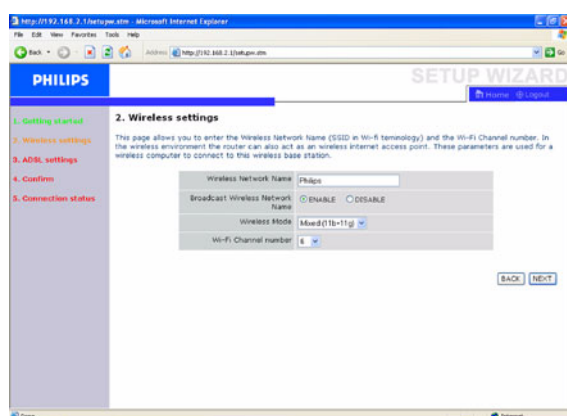 http://192.168.2.1/setupw.stm - Microsoft Internet Explorer
File Edit View Favorites Tools Help
Back
Address http://192.168.2.1/setupw.stm Go
PHILIPS
SETUP WIZARD
Home Logout
1. Getting started
2. Wireless settings
3. ADSL settings
4. Confirm
5. Connection status
2. Wireless settings
This page allows you to enter the Wireless Network Name (SSID in Wi-fi teminology) and the Wi-Fi Channel number. In
the wireless environment the router can also act as an wireless internet access point. These parameters are used for a
wireless computer to connect to this wireless base station.
Wireless Network Name Philips
Broadcast Wireless Network
Name
ENABLE DISABLE
Wireless Mode Mixed (11b+11g)
Wi-Fi Channel number 6
BACK NEXT
Internet